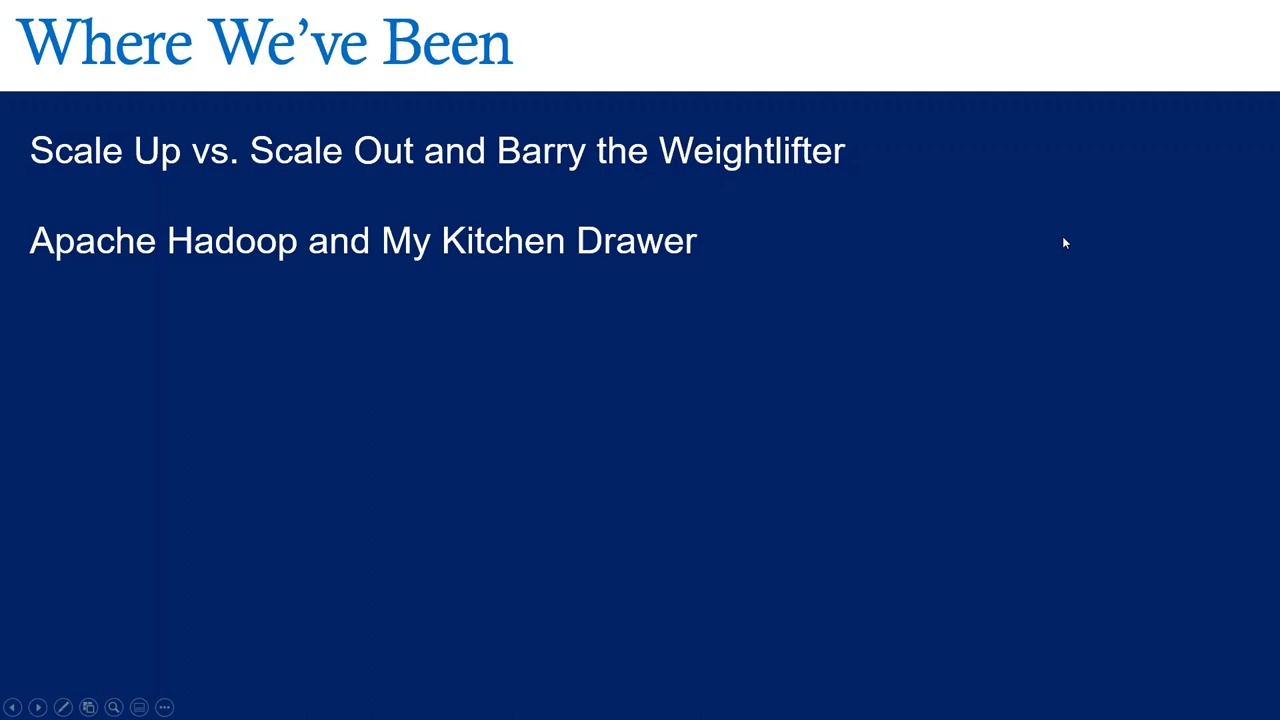 Where We’ve Been
Scale Up vs. Scale Out and Barry the Weightlifter
Apache Hadoop and My Kitchen Drawer